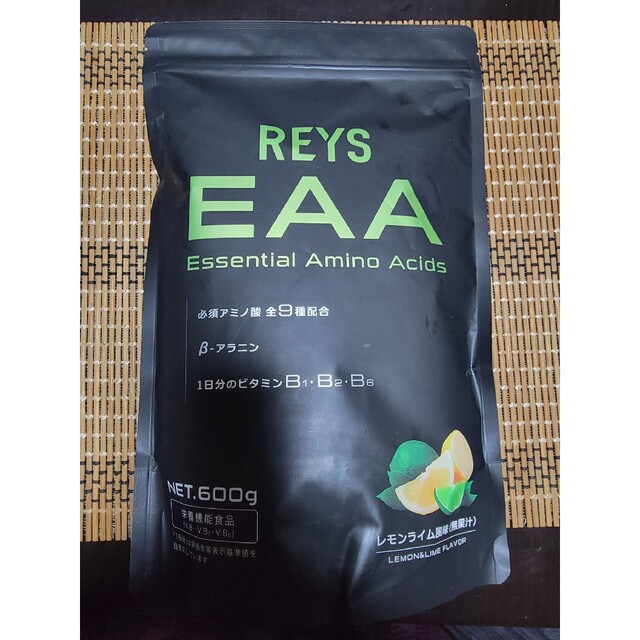 REYS
EAA
Essential Amino Acids
必須アミノ酸 全9種配合
β-アラニン
1日分のビタミンB1・B2・B6
NET.600g
栄養機能食品
レモンライム風味(無果汁)
LEMON&LIME FLAVOR